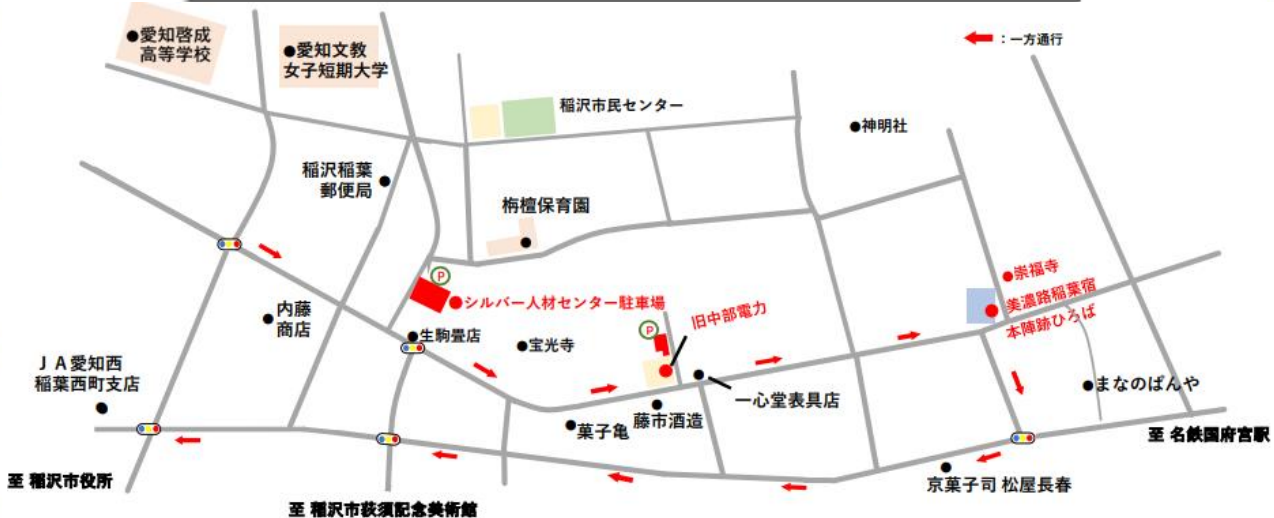 愛知啓成
高等学校
愛知文教
女子短期大学
：一方通行
稲沢市民センター
神明社
稲沢稲葉
郵便局
栴檀保育園
P
シルバー人材センター駐車場
崇福寺
美濃路稲葉宿
本陣跡ひろば
内藤
商店
生駒畳店
宝光寺
P
旧中部電力
JA愛知西
稲葉西町支店
一心堂表具店
まなのぱんや
菓子亀
藤市酒造
至 名鉄国府宮駅
京菓子司 松屋長春
至 稲沢市役所
至 稲沢市荻須記念美術館